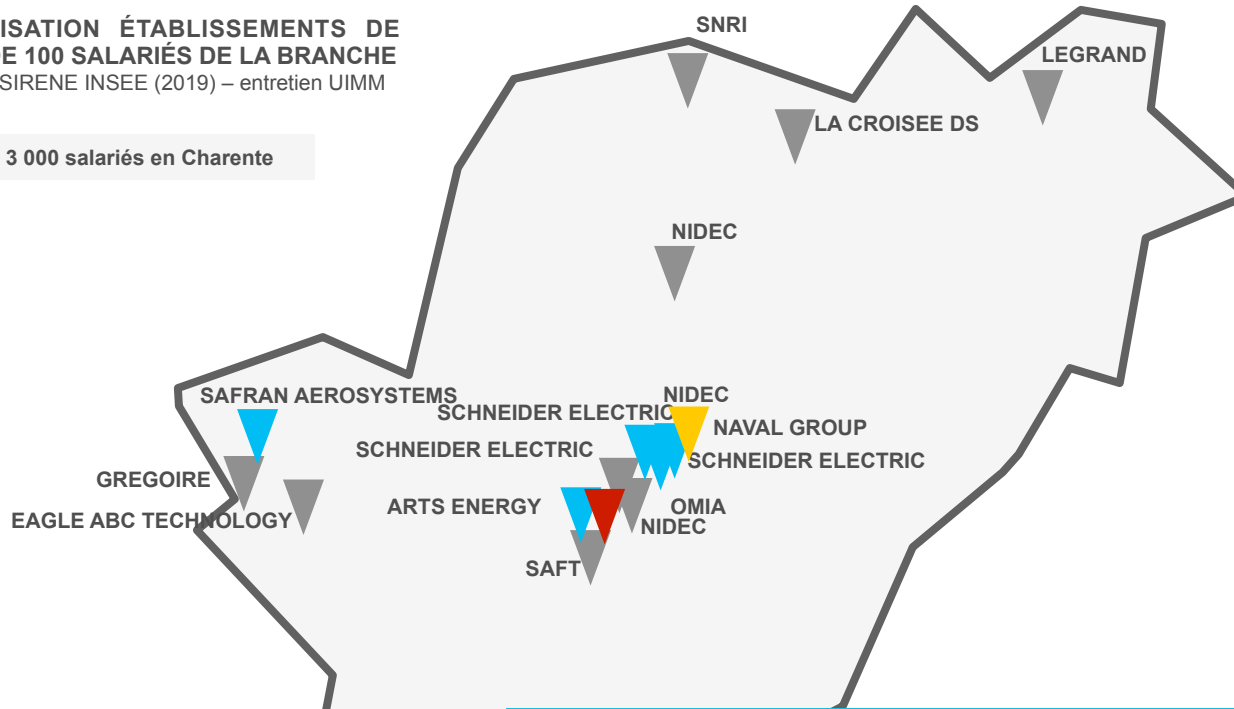 ISATION ÉTABLISSEMENTS DE
DE 100 SALARIÉS DE LA BRANCHE
SIRENE INSEE (2019) – entretien UIMM
3 000 salariés en Charente
SNRI
LEGRAND
LA CROISEE DS
NIDEC
SAFRAN AEROSYSTEMS
NIDEC
SCHNEIDER ELECTRIC
NAVAL GROUP
SCHNEIDER ELECTRIC
SCHNEIDER ELECTRIC
GREGOIRE
ARTS ENERGY
OMIA
EAGLE ABC TECHNOLOGY
NIDEC
SAFT